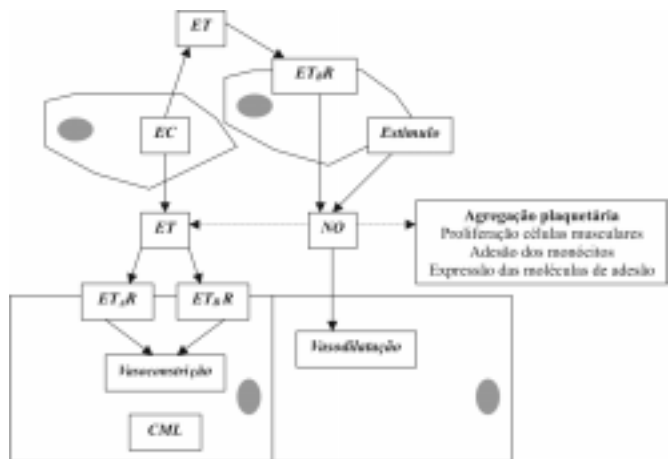 ET
ETBR
EC
Estímulo
ET
NO
Agregação plaquetária
Proliferação células musculares
Adesão dos monócitos
Expressão das moléculas de adesão
ETAR
ETBR
Vasodilatação
Vasoconstrição
CML